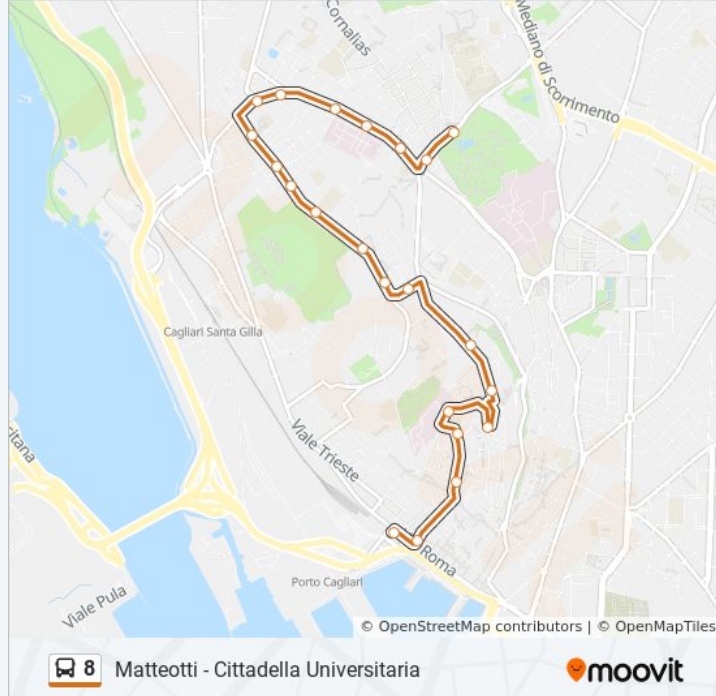 Cornalias
Mediano di Scorrimento
Cagliari Santa Gilla
Viale Trieste
citana
Roma
Porto Cagliari
Viale Pula
© OpenStreetMap contributors | © OpenMapTiles
8 Matteotti - Cittadella Universitaria
moovit